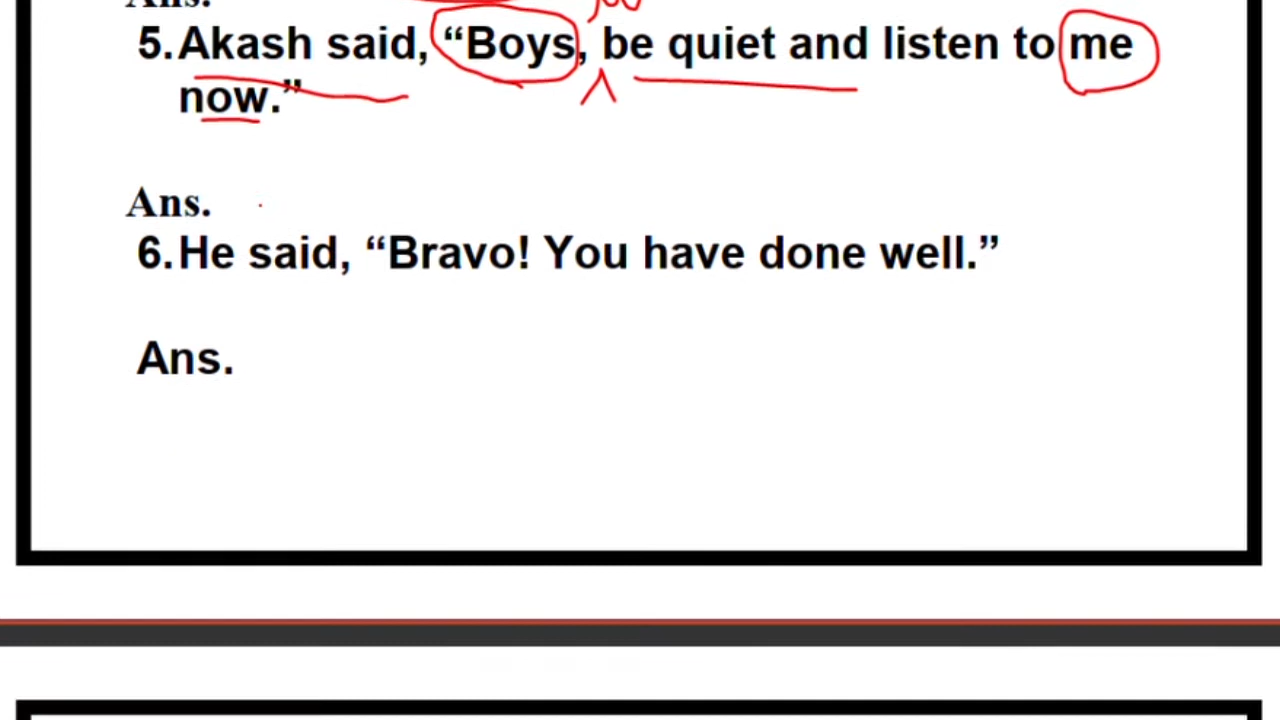 Ans.
5. Akash said, “Boys, be quiet and listen to me
now.”
Ans.
6. He said, “Bravo! You have done well.”
Ans.